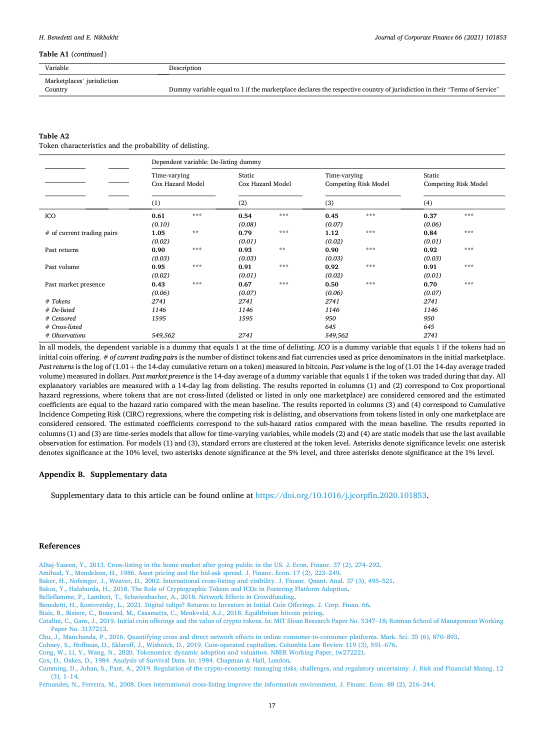 H. Benedetti and E. Nikbakht
Journal of Corporate Finance 66 (2021) 101853
Table A1 (continued)
Variable Description
Marketplaces' jurisdiction
Country Dummy variable equal to 1 if the marketplace declares the respective country of jurisdiction in their "Terms of Service"
Table A2
Token characteristics and the probability of delisting.
Dependent variable: De-listing dummy
Time-varying Static Time-varying Static
Cox Hazard Model Cox Hazard Model Competing Risk Model Competing Risk Model
(1) (2) (3) (4)
ICO 0.61 *** 0.54 *** 0.45 *** 0.37 ***
(0.10) (0.08) (0.07) (0.06)
# of current trading pairs 1.05 ** 0.79 *** 1.12 *** 0.84 ***
(0.02) (0.01) (0.02) (0.01)
Past returns 0.90 *** 0.93 ** 0.90 *** 0.92 ***
(0.03) (0.03) (0.03) (0.03)
Past volume 0.95 *** 0.91 *** 0.92 *** 0.91 ***
(0.02) (0.01) (0.02) (0.01)
Past market presence 0.43 *** 0.67 *** 0.50 *** 0.70 ***
(0.06) (0.07) (0.06) (0.07)
# Tokens 2741 2741 2741 2741
# De-listed 1146 1146 1146 1146
# Censored 1595 1595 950 950
# Cross-listed 645 645
# Observations 549,562 2741 549,562 2741
In all models, the dependent variable is a dummy that equals 1 at the time of delisting. ICO is a dummy variable that equals 1 if the tokens had an
initial coin offering. # of current trading pairs is the number of distinct tokens and fiat currencies used as price denominators in the initial marketplace.
Past returns is the log of (1.01+ the 14-day cumulative return on a token) measured in bitcoin. Past volume is the log of (1.01 the 14-day average traded
volume) measured in dollars. Past market presence is the 14-day average of a dummy variable that equals 1 if the token was traded during that day. All
explanatory variables are measured with a 14-day lag from delisting. The results reported in columns (1) and (2) correspond to Cox proportional
hazard regressions, where tokens that are not cross-listed (delisted or listed in only one marketplace) are considered censored and the estimated
coefficients are equal to the hazard ratio compared with the mean baseline. The results reported in columns (3) and (4) correspond to Cumulative
Incidence Competing Risk (CIRC) regressions, where the competing risk is delisting, and observations from tokens listed in only one marketplace are
considered censored. The estimated coefficients correspond to the sub-hazard ratios compared with the mean baseline. The results reported in
columns (1) and (3) are time-series models that allow for time-varying variables, while models (2) and (4) are static models that use the last available
observation for estimation. For models (1) and (3), standard errors are clustered at the token level. Asterisks denote significance levels: one asterisk
denotes significance at the 10% level, two asterisks denote significance at the 5% level, and three asterisks denote significance at the 1% level.
Appendix B. Supplementary data
Supplementary data to this article can be found online at https://doi.org/10.1016/j.jcorpfin.2020.101853.
References
Alhaj-Yaseen, Y., 2013. Cross-listing in the home market after going public in the US. J. Econ. Financ. 37 (2), 274–292.
Amihud, Y., Mendelson, H., 1986. Asset pricing and the bid-ask spread. J. Financ. Econ. 17 (2), 223–249.
Baker, H., Nofsinger, J., Weaver, D., 2002. International cross-listing and visibility. J. Financ. Quant. Anal. 37 (3), 495–521.
Bakos, Y., Halaburda, H., 2018. The Role of Cryptographic Tokens and ICOs in Fostering Platform Adoption.
Belleflamme, P., Lambert, T., Schwienbacher, A., 2018. Network Effects in Crowdfunding.
Benedetti, H., Kostovetsky, L., 2021. Digital tulips? Returns to Investors in Initial Coin Offerings. J. Corp. Finan. 66.
Biais, B., Bisiere, C., Bouvard, M., Casamatta, C., Menkveld, A.J., 2018. Equilibrium bitcoin pricing.
Catalini, C., Gans, J., 2019. Initial coin offerings and the value of crypto tokens. In: MIT Sloan Research Paper No. 5347–18; Rotman School of Management Working
Paper No. 3137213.
Chu, J., Manchanda, P., 2016. Quantifying cross and direct network effects in online consumer-to-consumer platforms. Mark. Sci. 35 (6), 870–893.
Cohney, S., Hoffman, D., Sklaroff, J., Wishnick, D., 2019. Coin-operated capitalism. Columbia Law Review 119 (3), 591–676.
Cong, W., Li, Y., Wang, N., 2020. Tokenomics: dynamic adoption and valuation. NBER Working Paper, (w27222).
Cox, D., Oakes, D., 1984. Analysis of Survival Data. In: 1984. Chapman & Hall, London.
Cumming, D., Johan, S., Pant, A., 2019. Regulation of the crypto-economy: managing risks, challenges, and regulatory uncertainty. J. Risk and Financial Manag. 12
(3), 1–14.
Fernandes, N., Ferreira, M., 2008. Does international cross-listing improve the information environment. J. Financ. Econ. 88 (2), 216–244.
17